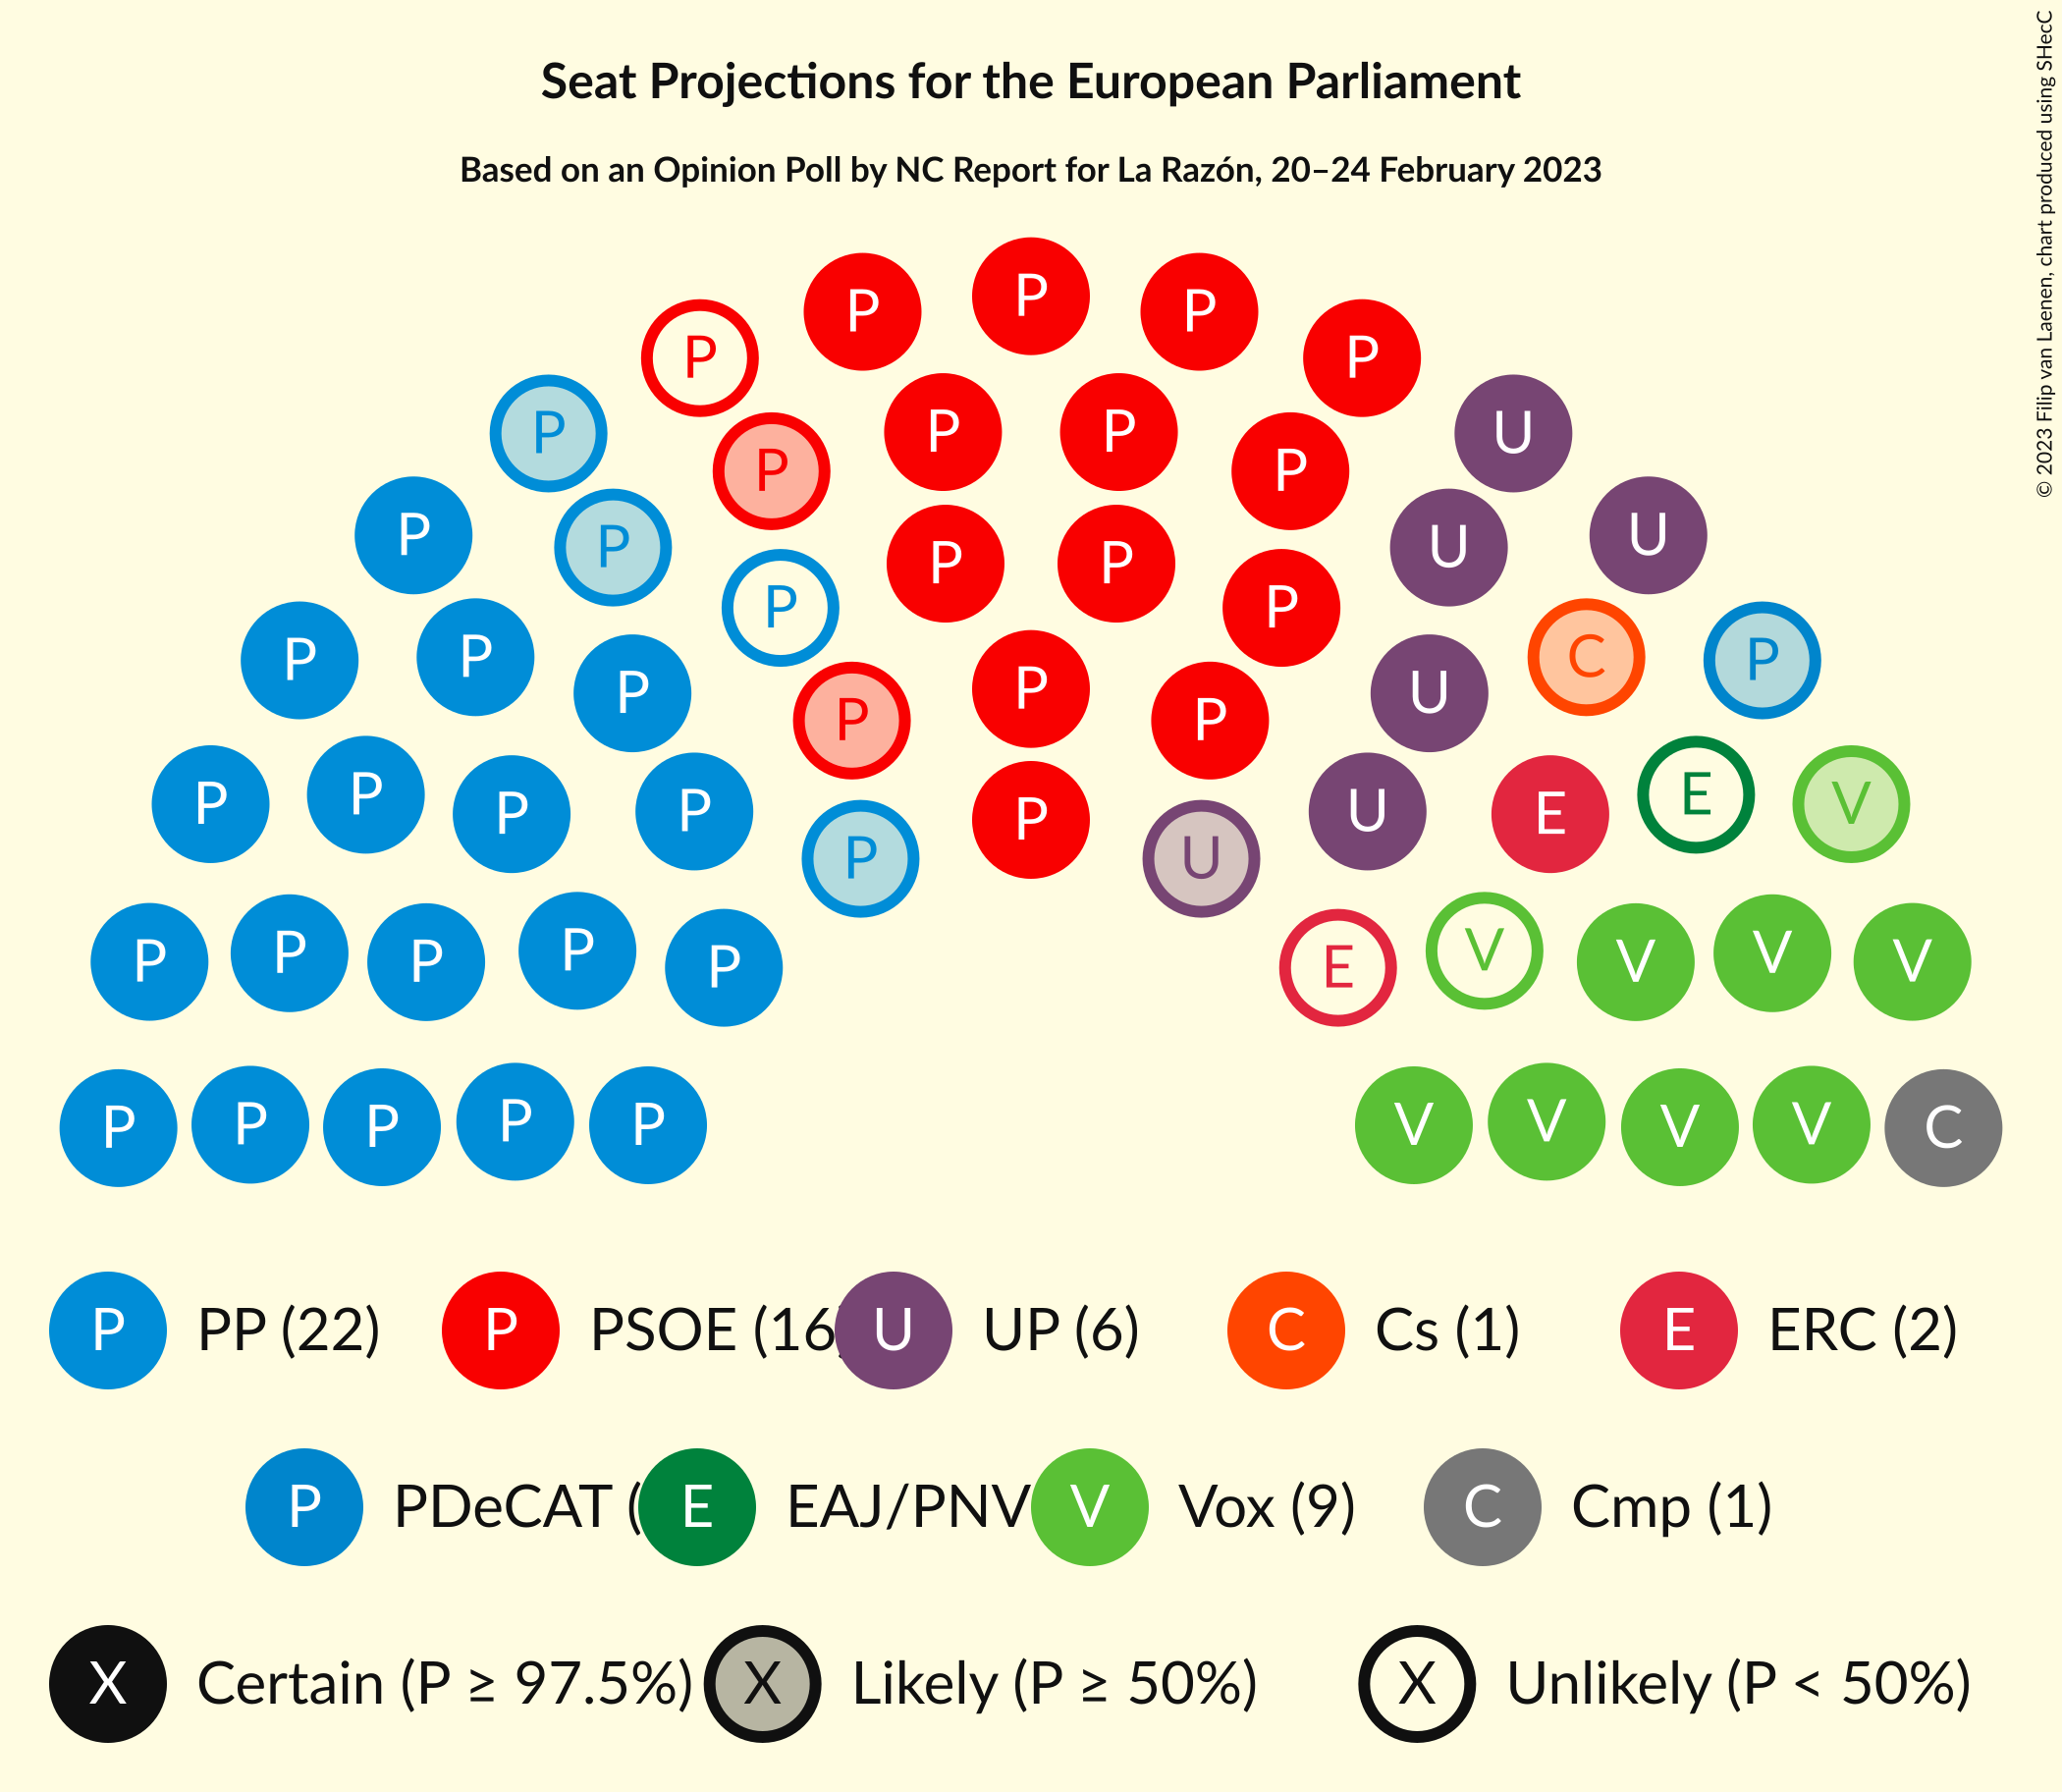 Seat Projections for the European Parliament
Based on an Opinion Poll by NC Report for La Razón, 20–24 February 2023
© 2023 Filip van Laenen, chart produced using SHecC
P P P P P
P U
P P P P U
P P P P U
P P P U
P P P P U C P
P P P P
P P U E E V
P P P P
P U
P P P P P E V V V V
P P P P P V V V V C
P PP (22) P PSOE (16 U UP (6) C Cs (1) E ERC (2)
P PDeCAT ( E EAJ/PNV V Vox (9) C Cmp (1)
X Certain (P ≥ 97.5%) X Likely (P ≥ 50%) X Unlikely (P < 50%)